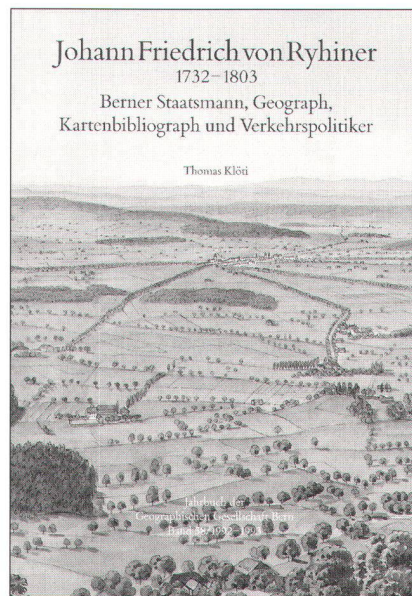 Johann Friedrich von Ryhiner
1732–1803
Berner Staatsmann, Geograph,
Kartenbibliograph und Verkehrspolitiker
Thomas Klöti
Jahrbuch der
Geographischen Gesellschaft Bern
Band